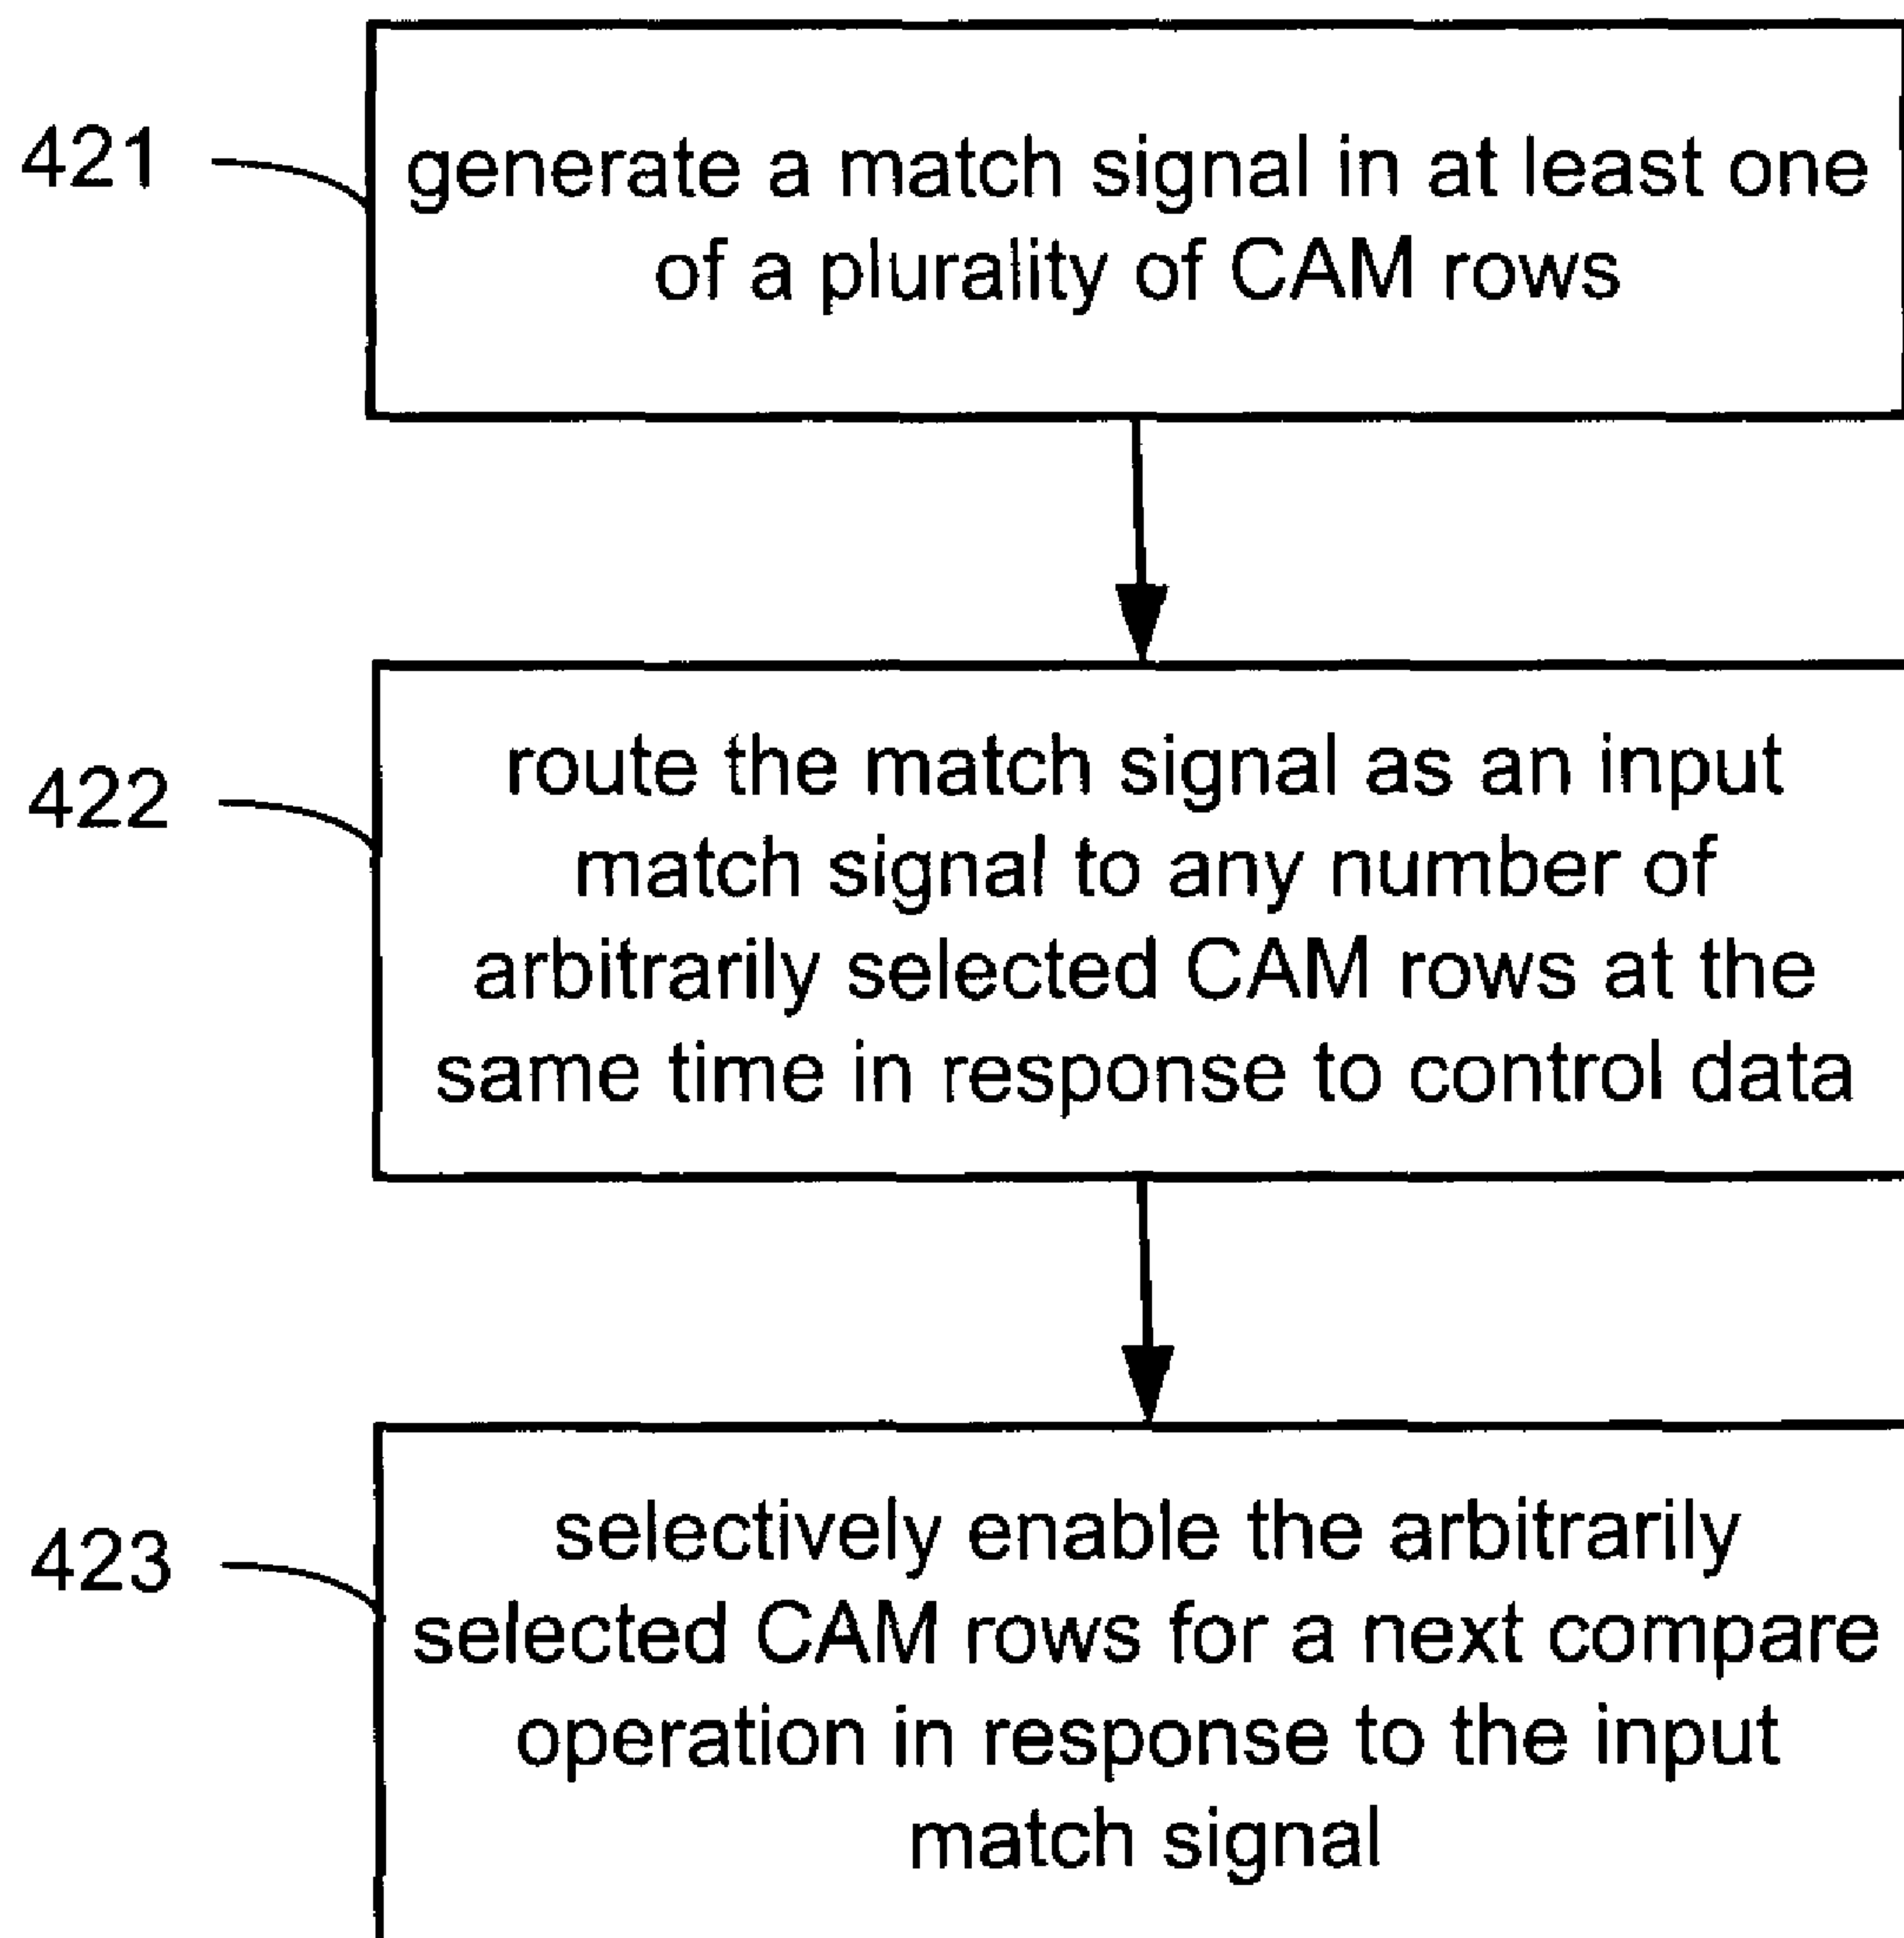 421
generate a match signal in at least one
of a plurality of CAM rows
422
route the match signal as an input
match signal to any number of
arbitrarily selected CAM rows at the
same time in response to control data
423
selectively enable the arbitrarily
selected CAM rows for a next compare
operation in response to the input
match signal